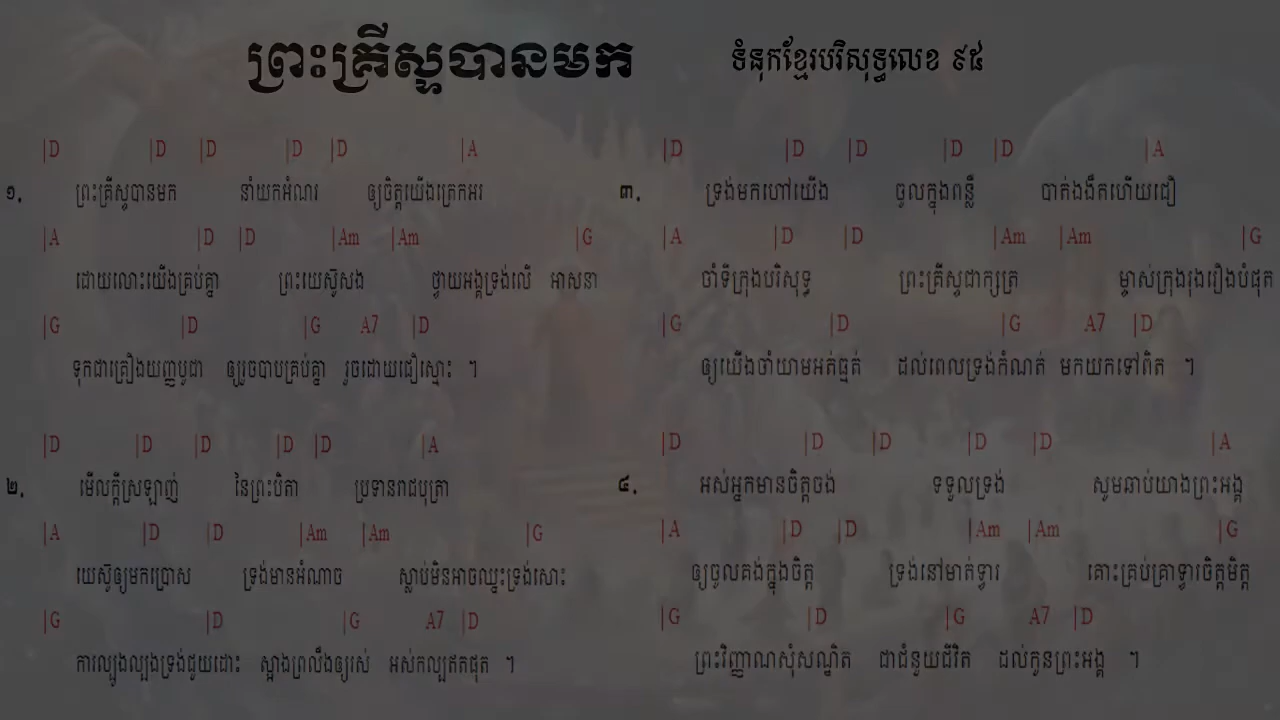 ព្រះគ្រីស្ទបានមក ទំនុកខ្មែរបរិសុទ្ធលេខ ៩៥
|D |D |D |D |D |A
១. ព្រះគ្រីស្ទបានមក នាំយកអំណរ ឲ្យចិត្តយើងត្រេកអរ
|A |D |D |Am |Am |G
ដោយលោះយើងគ្រប់គ្នា ព្រះយេស៊ូសង ថ្វាយអង្គទ្រង់លើ អាសនា
|G |D |G A7 |D
ទុកជាគ្រឿងយញ្ញបូជា ឲ្យរួចបាបគ្រប់គ្នា រួចដោយជឿស្មោះ ។
|D |D |D |D |D |A
២. មើលក្ដីស្រឡាញ់ នៃព្រះបិតា ប្រទានរាជបុត្រា
|A |D |D |Am |Am |G
យេស៊ូឲ្យមកប្រោស ទ្រង់មានអំណាច ស្លាប់មិនអាចឈ្នះទ្រង់សោះ
|G |D |G A7 |D
ការល្បួងល្បងទ្រង់ជួយដោះ ស្អាងព្រលឹងឲ្យរស់ អស់កល្បឥតផុត ។
|D |D |D |D |D |A
៣. ទ្រង់មកហៅយើង ចូលក្នុងពន្លឺ បាត់ងងឹតហើយជឿ
|A |D |D |Am |Am |G
ចាំទីក្រុងបរិសុទ្ធ ព្រះគ្រីស្ទជាក្សត្រ ម្ចាស់ក្រុងរុងរឿងបំផុត
|G |D |G A7 |D
ឲ្យយើងចាំយាមអត់ធ្មត់ ដល់ពេលទ្រង់កំណត់ មកយកទៅពិត ។
|D |D |D |D |D |A
៤. អស់អ្នកមានចិត្តចង់ ទទួលទ្រង់ សូមឆាប់យាងព្រះអង្គ
|A |D |D |Am |Am |G
ឲ្យចូលគង់ក្នុងចិត្ត ទ្រង់នៅមាត់ទ្វារ គោះគ្រប់គ្រាទ្វារចិត្តមិត្ត
|G |D |G A7 |D
ព្រះវិញ្ញាណសុំសណ្ឋិត ជាជំនួយជីវិត ដល់កូនព្រះអង្គ ។